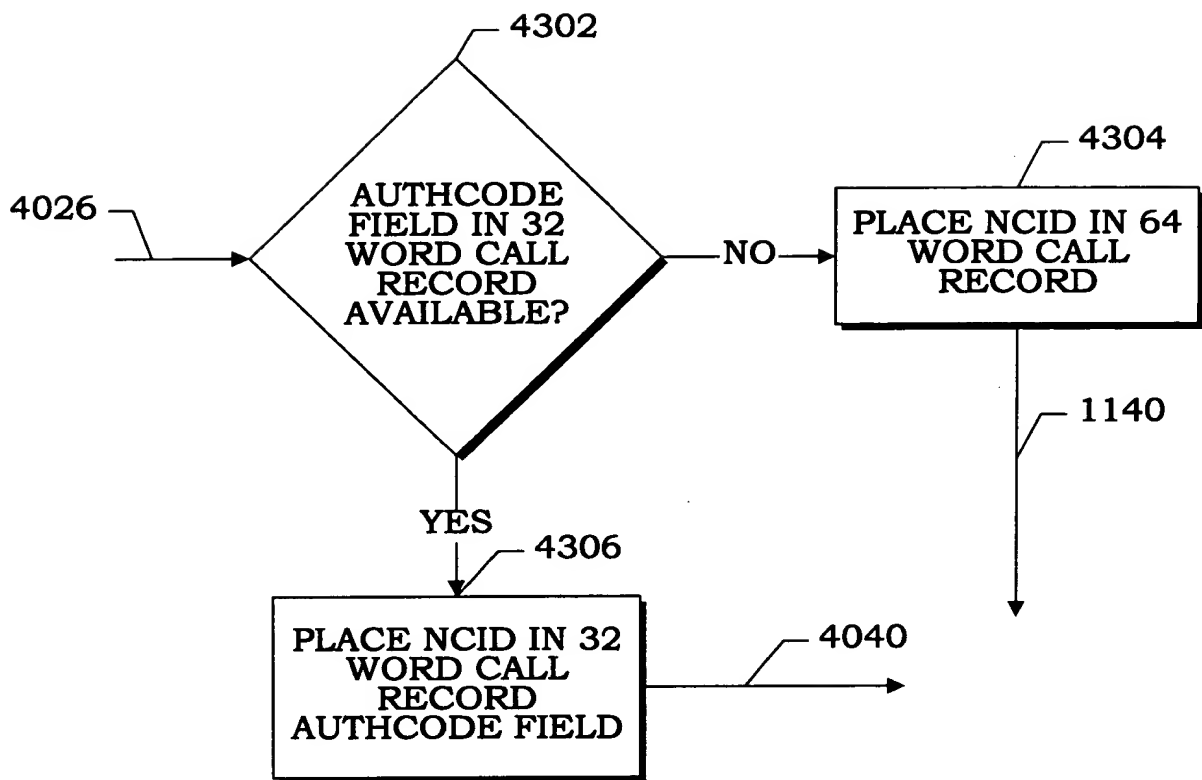 4302
4026
AUTHCODE
FIELD IN 32
WORD CALL
RECORD
AVAILABLE?
NO
4304
PLACE NCID IN 64
WORD CALL
RECORD
1140
YES
4306
PLACE NCID IN 32
WORD CALL
RECORD
AUTHCODE FIELD
4040